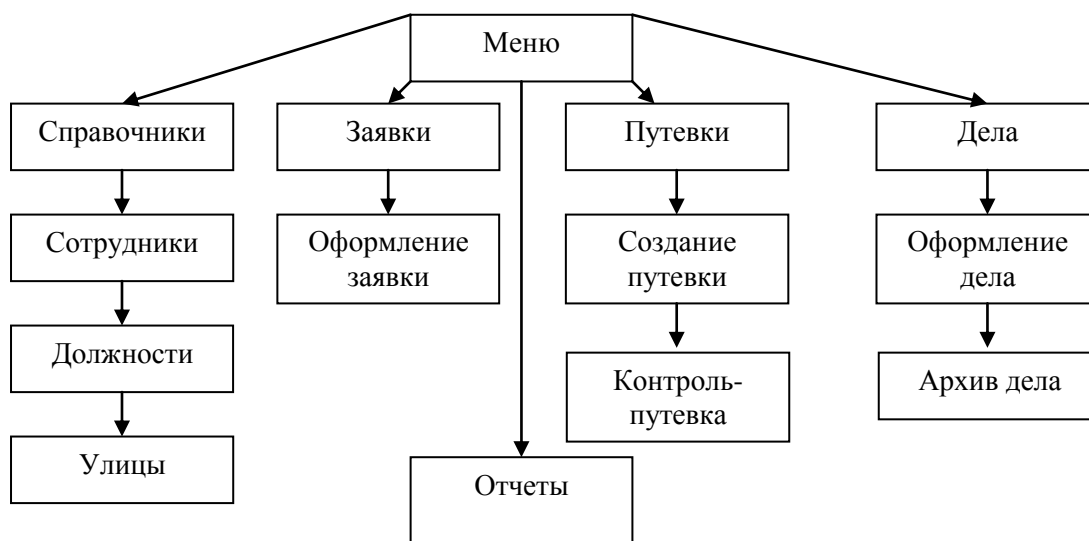 Меню
Справочники
Заявки
Путевки
Дела
Сотрудники
Оформление
заявки
Создание
путевки
Оформление
дела
Должности
Контроль-
путевка
Архив дела
Улицы
Отчеты